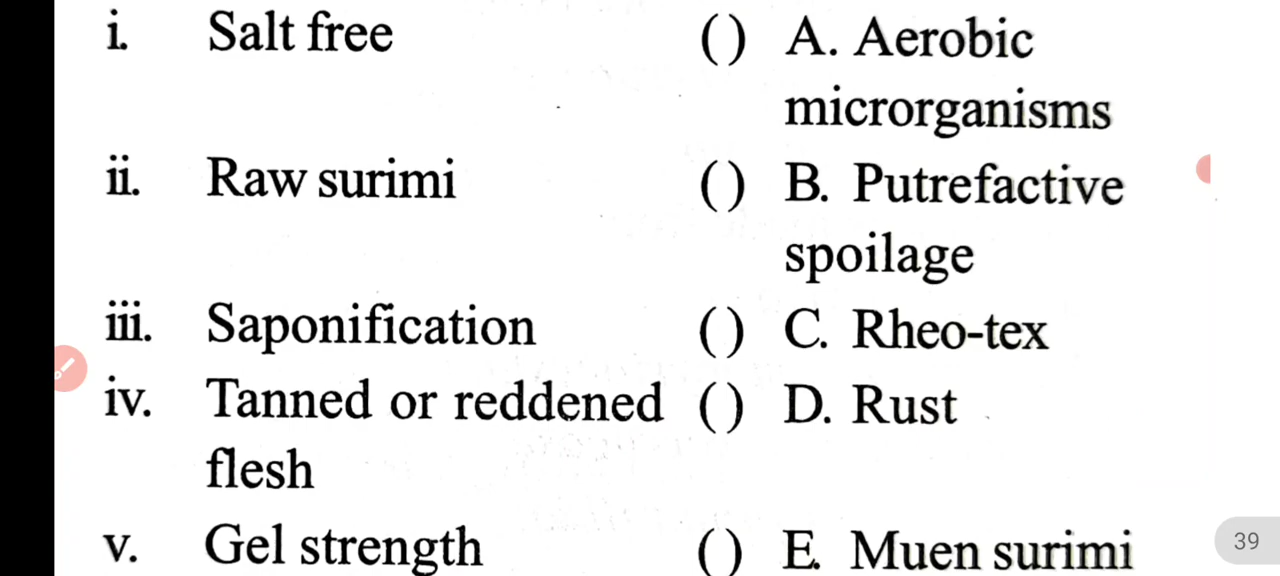 i. Salt free () A. Aerobic
microrganisms
ii. Raw surimi () B. Putrefactive
spoilage
iii. Saponification () C. Rheo-tex
iv. Tanned or reddened () D. Rust
flesh
v. Gel strength () E. Muen surimi
39